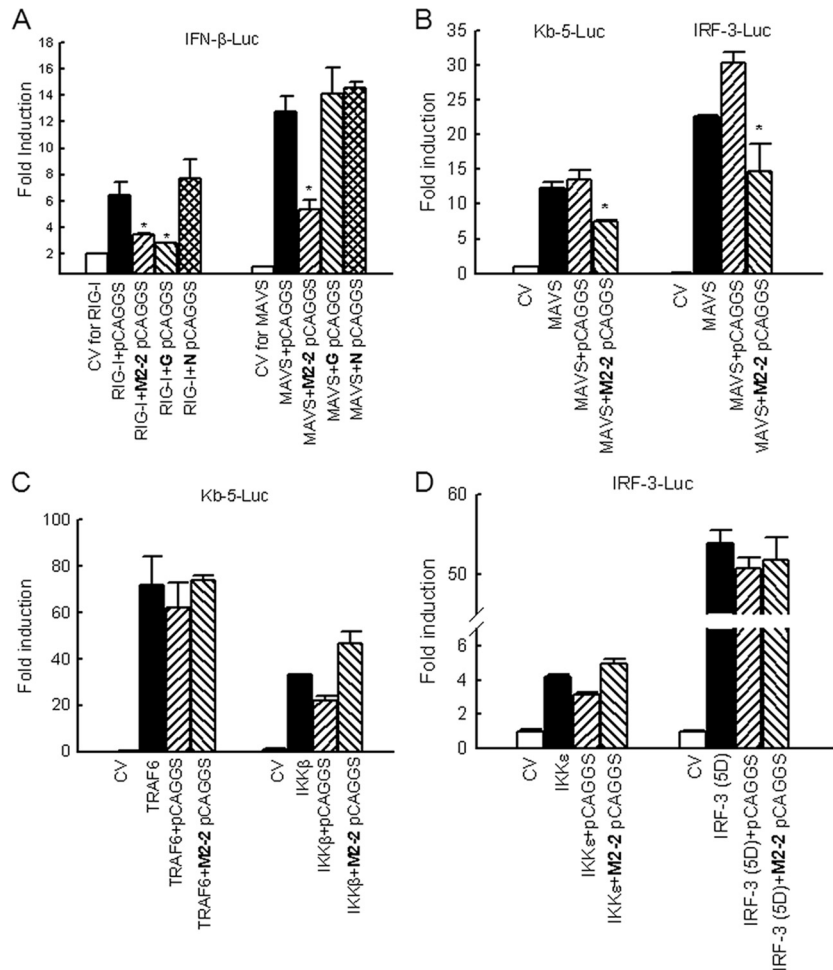 A
IFN-β-Luc
Fold Induction
18
16
14
12
10
8
6
4
2
*
*
*
CV for RIG-I
RIG-I+pCAGGS
RIG-I+M2-2 pCAGGS
RIG-I+G pCAGGS
RIG-I+N pCAGGS
CV for MAVS
MAVS+pCAGGS
MAVS+M2-2 pCAGGS
MAVS+G pCAGGS
MAVS+N pCAGGS
B
Kb-5-Luc
IRF-3-Luc
Fold induction
35
30
25
20
15
10
5
0
*
*
CV
MAVS
MAVS+pCAGGS
MAVS+M2-2 pCAGGS
CV
MAVS
MAVS+pCAGGS
MAVS+M2-2 pCAGGS
C
Kb-5-Luc
Fold induction
100
80
60
40
20
0
CV
TRAF6
TRAF6+pCAGGS
TRAF6+M2-2 pCAGGS
CV
IKKβ
IKKβ+pCAGGS
IKKβ+M2-2 pCAGGS
D
IRF-3-Luc
Fold induction
60
50
6
4
2
0
CV
IKKε
IKKε+pCAGGS
IKKε+M2-2 pCAGGS
CV
IRF-3 (5D)
IRF-3 (5D)+pCAGGS
IRF-3 (5D)+M2-2 pCAGGS